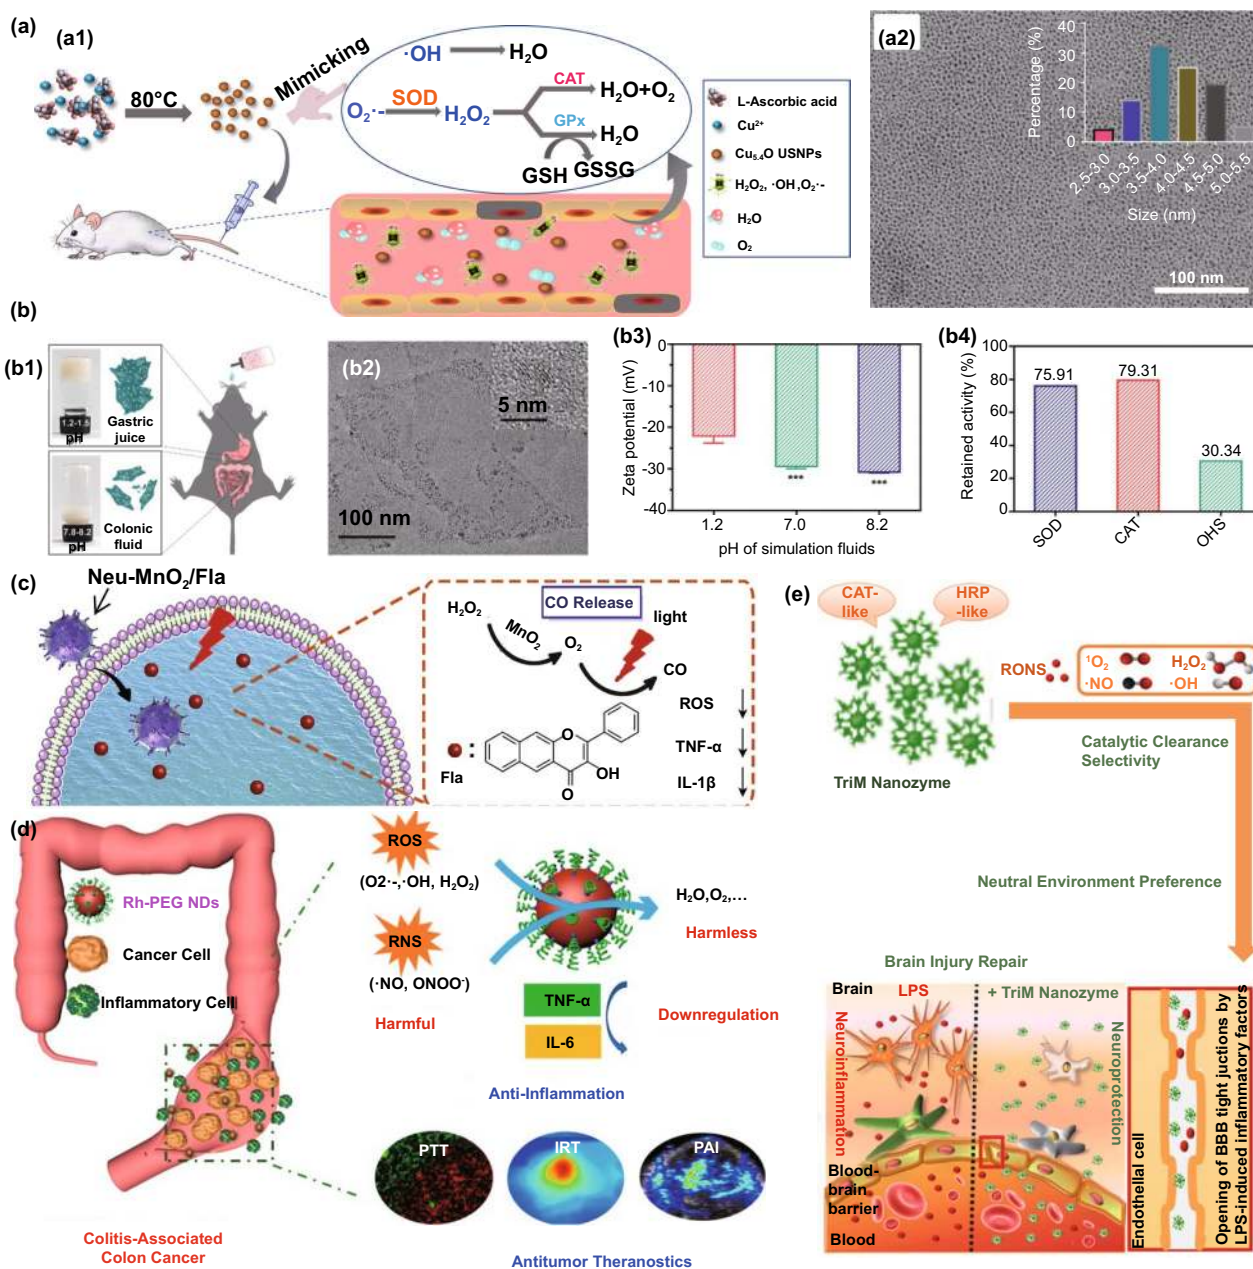 (a)
(a1)
80°C
Mimicking
·OH
H₂O
O₂·-
SOD
H₂O₂
CAT
H₂O+O₂
GPx
H₂O
GSH
GSSG
L-Ascorbic acid
Cu²⁺
Cu₅.₄O USNPs
H₂O₂, ·OH,O₂·-
H₂O
O₂
(a2)
Percentage (%)
40
30
20
10
0
2.5-3.0
3.0-3.5
3.5-4.0
4.0-4.5
4.5-5.0
5.0-5.5
Size (nm)
100 nm
(b)
(b1)
1.2-1.5
pH
Gastric
juice
7.8-8.2
pH
Colonic
fluid
(b2)
5 nm
100 nm
(b3)
Zeta potential (mV)
0
-10
-20
-30
-40
***
***
1.2
7.0
8.2
pH of simulation fluids
(b4)
Retained activity (%)
100
80
60
40
20
0
75.91
79.31
30.34
SOD
CAT
OHS
(c)
Neu-MnO₂/Fla
CO Release
H₂O₂
MnO₂
O₂
light
CO
ROS
TNF-α
IL-1β
Fla
:
O
OH
O
(d)
Rh-PEG NDs
Cancer Cell
Inflammatory Cell
Colitis-Associated
Colon Cancer
ROS
(O2·-,·OH, H₂O₂)
RNS
(·NO, ONOO⁻)
Harmful
H₂O,O₂,...
Harmless
TNF-α
IL-6
Downregulation
Anti-Inflammation
PTT
IRT
PAI
Antitumor Theranostics
(e)
CAT-
like
HRP
-like
TriM Nanozyme
RONS
¹O₂
H₂O₂
·NO
·OH
Catalytic Clearance
Selectivity
Neutral Environment Preference
Brain Injury Repair
Brain
LPS
+ TriM Nanozyme
Neuroinflammation
Neuroprotection
Blood-
brain
barrier
Blood
Endothelial cell
Opening of BBB tight juctions by
LPS-induced inflammatory factors